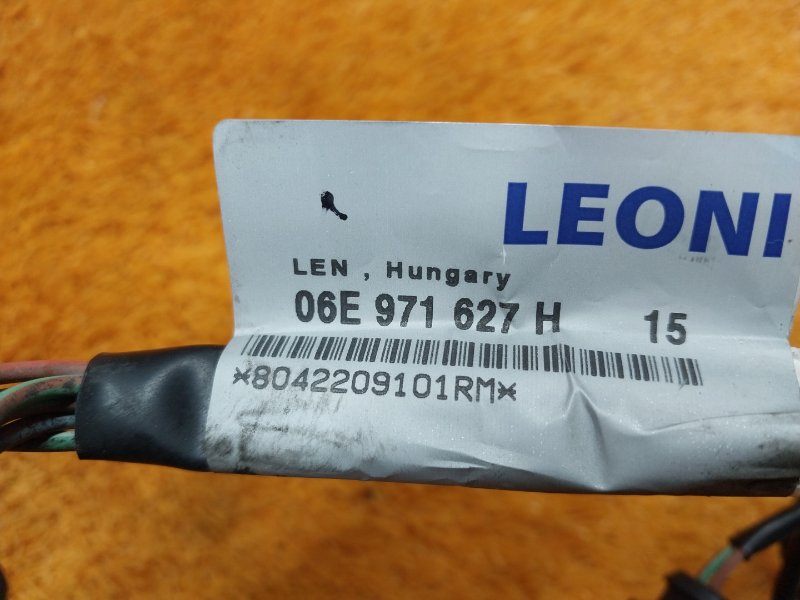 LEONI
LEN , Hungary
06E 971 627 H 15
*8042209101RM*